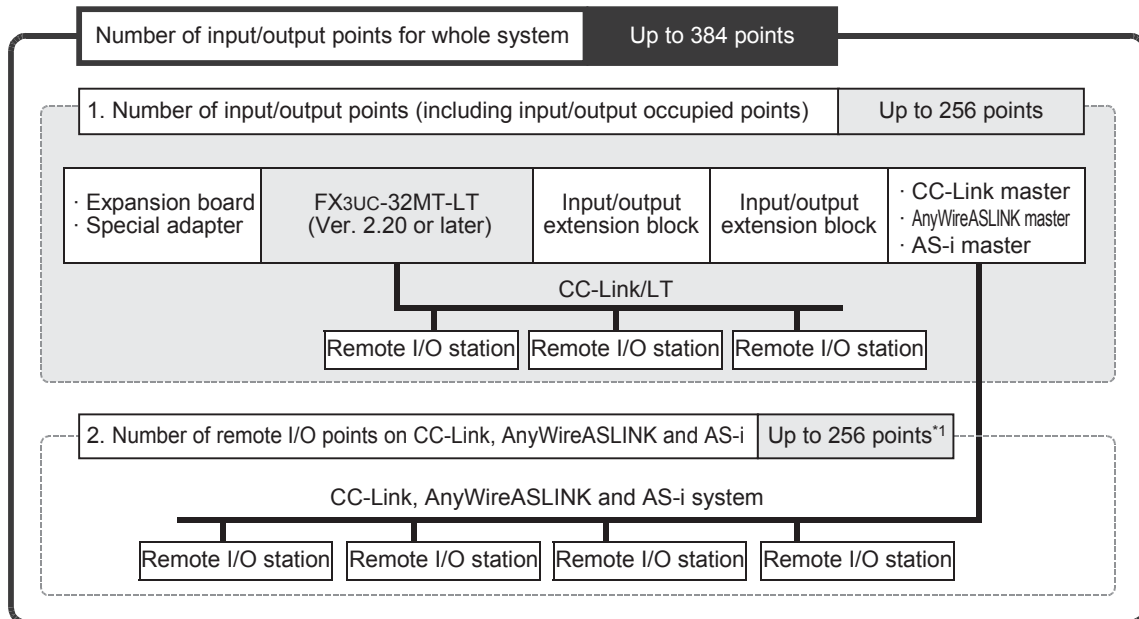 Number of input/output points for whole system Up to 384 points
1. Number of input/output points (including input/output occupied points) Up to 256 points
· Expansion board
· Special adapter
FX3UC-32MT-LT
(Ver. 2.20 or later)
Input/output
extension block
Input/output
extension block
· CC-Link master
· AnyWireASLINK master
· AS-i master
CC-Link/LT
Remote I/O station Remote I/O station Remote I/O station
2. Number of remote I/O points on CC-Link, AnyWireASLINK and AS-i Up to 256 points*1
CC-Link, AnyWireASLINK and AS-i system
Remote I/O station Remote I/O station Remote I/O station Remote I/O station